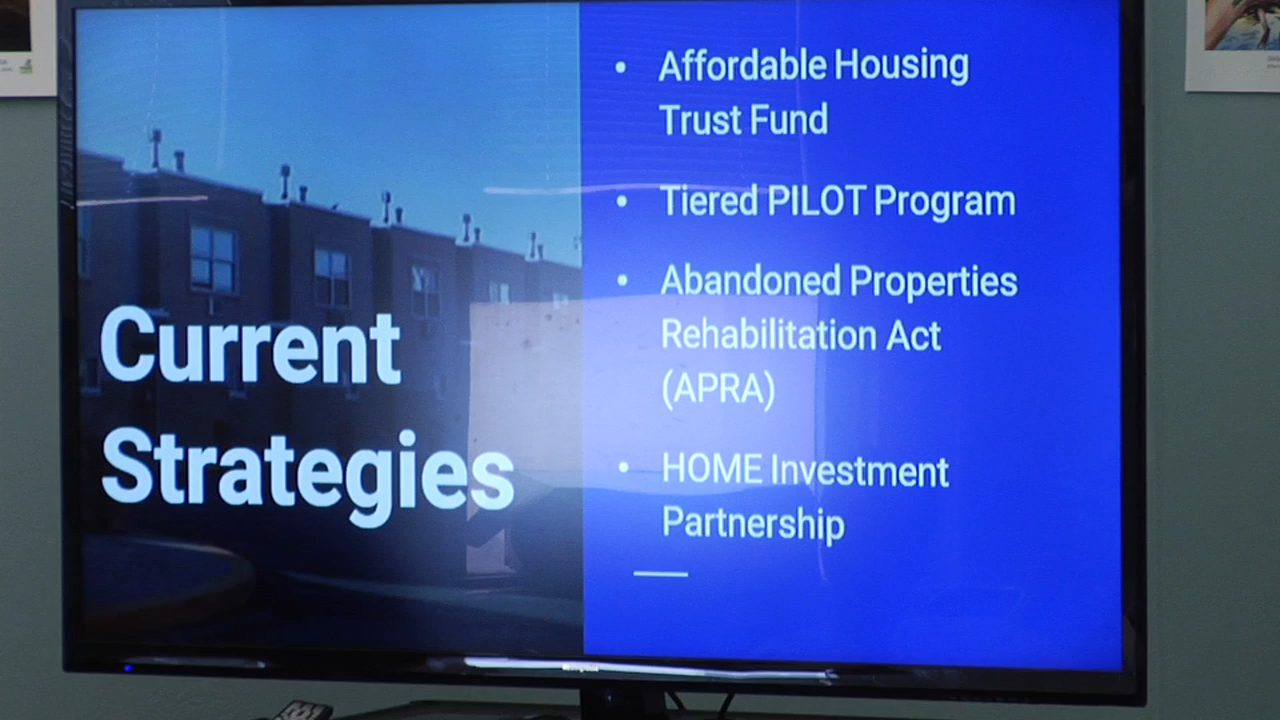 Current
Strategies
• Affordable Housing
Trust Fund
• Tiered PILOT Program
• Abandoned Properties
Rehabilitation Act
(APRA)
• HOME Investment
Partnership